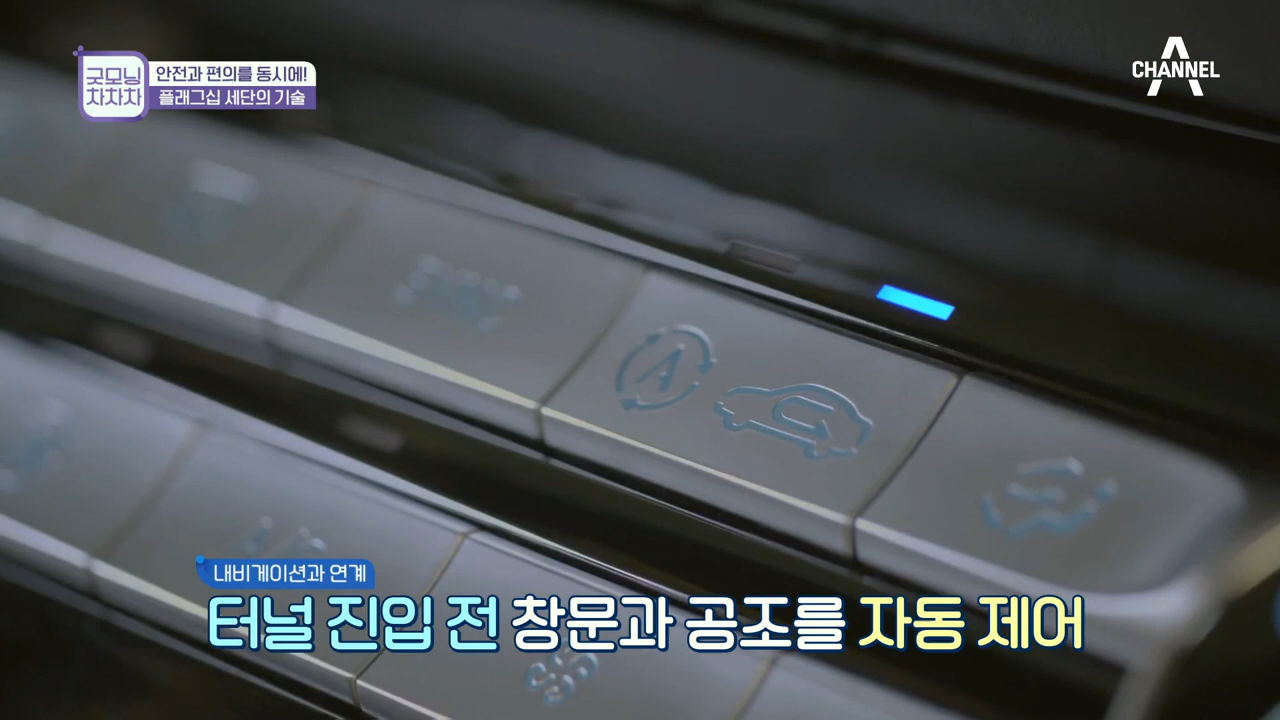 굿모닝
차차차
안전과 편의를 동시에!
플래그십 세단의 기술
CHANNEL A
A
내비게이션과 연계
터널 진입 전 창문과 공조를 자동 제어